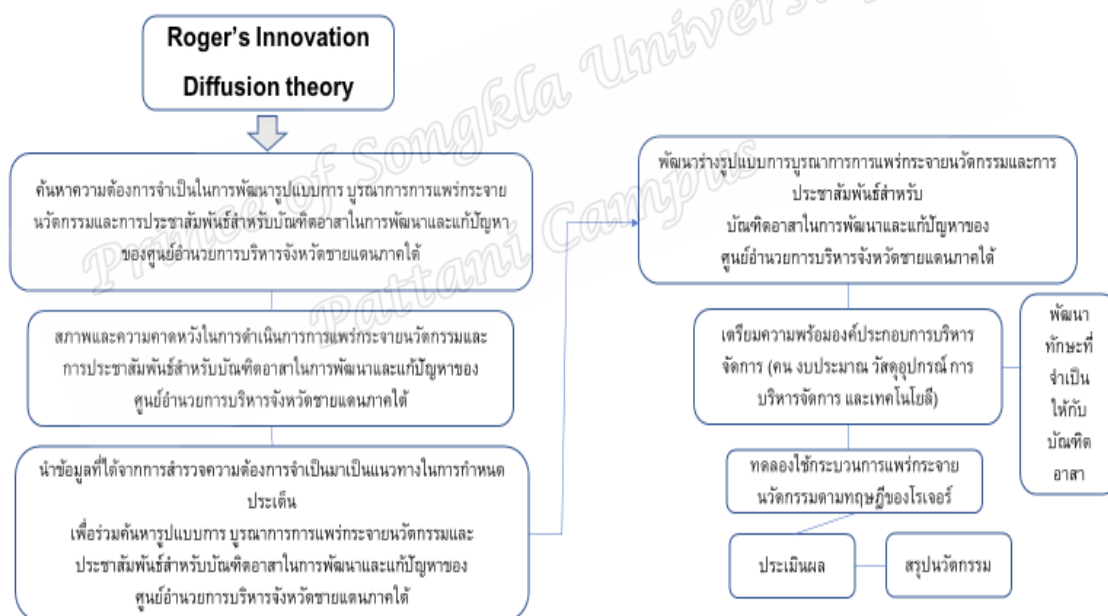 Roger's Innovation
Diffusion theory
ค้นหาความต้องการจำเป็นในการพัฒนารูปแบบการ บูรณาการการแพร่กระจาย
นวัตกรรมและการประชาสัมพันธ์สำหรับบัณฑิตอาสาในการพัฒนาและแก้ปัญหา
ของศูนย์อำนวยการบริหารจังหวัดชายแดนภาคใต้
สภาพและความคาดหวังในการดำเนินการการแพร่กระจายนวัตกรรมและ
การประชาสัมพันธ์สำหรับบัณฑิตอาสาในการพัฒนาและแก้ปัญหาของ
ศูนย์อำนวยการบริหารจังหวัดชายแดนภาคใต้
นำข้อมูลที่ได้จากการสำรวจความต้องการจำเป็นมาเป็นแนวทางในการกำหนด
ประเด็น
เพื่อร่วมค้นหารูปแบบการ บูรณาการการแพร่กระจายนวัตกรรมและ
ประชาสัมพันธ์สำหรับบัณฑิตอาสาในการพัฒนาและแก้ปัญหาของ
ศูนย์อำนวยการบริหารจังหวัดชายแดนภาคใต้
พัฒนาร่างรูปแบบการบูรณาการการแพร่กระจายนวัตกรรมและการ
ประชาสัมพันธ์สำหรับ
บัณฑิตอาสาในการพัฒนาและแก้ปัญหาของ
ศูนย์อำนวยการบริหารจังหวัดชายแดนภาคใต้
เตรียมความพร้อมองค์ประกอบการบริหาร
จัดการ (คน งบประมาณ วัสดุอุปกรณ์ การ
บริหารจัดการ และเทคโนโลยี)
พัฒนา
ทักษะที่
จำเป็น
ให้กับ
บัณฑิต
อาสา
ทดลองใช้กระบวนการแพร่กระจาย
นวัตกรรมตามทฤษฎีของโรเจอร์
ประเมินผล
สรุปนวัตกรรม
Prince of Songkla University
Pattani Campus